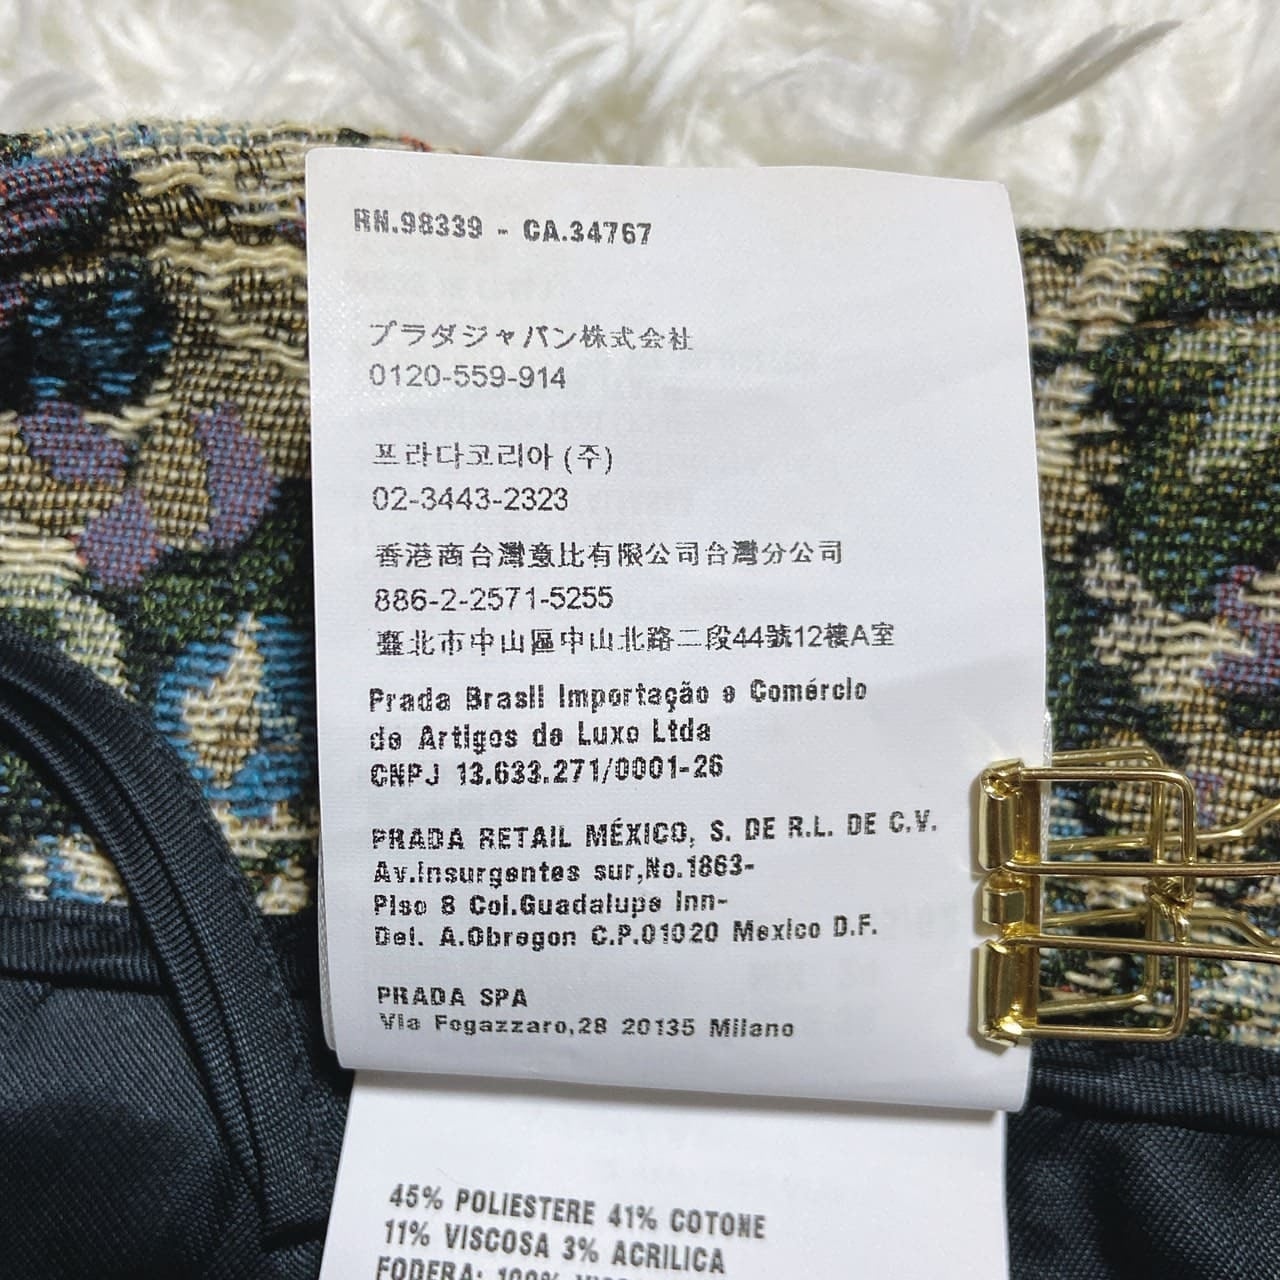 RN.98339 - CA.34767
プラダジャパン株式会社
0120-559-914
프라다코리아 (주)
02-3443-2323
香港商台灣意比有限公司台灣分公司
886-2-2571-5255
臺北市中山區中山北路二段44號12樓A室
Prada Brasil Importação e Comércio
de Artigos de Luxo Ltda
CNPJ 13.633.271/0001-26
PRADA RETAIL MÉXICO, S. DE R.L. DE C.V.
Av.Insurgentes sur,No.1863-
Piso 8 Col.Guadalupe Inn-
Del. A.Obregon C.P.01020 Mexico D.F.
PRADA SPA
Via Fogazzaro,28 20135 Milano
45% POLIESTERE 41% COTONE
11% VISCOSA 3% ACRILICA
FODERA: 100%